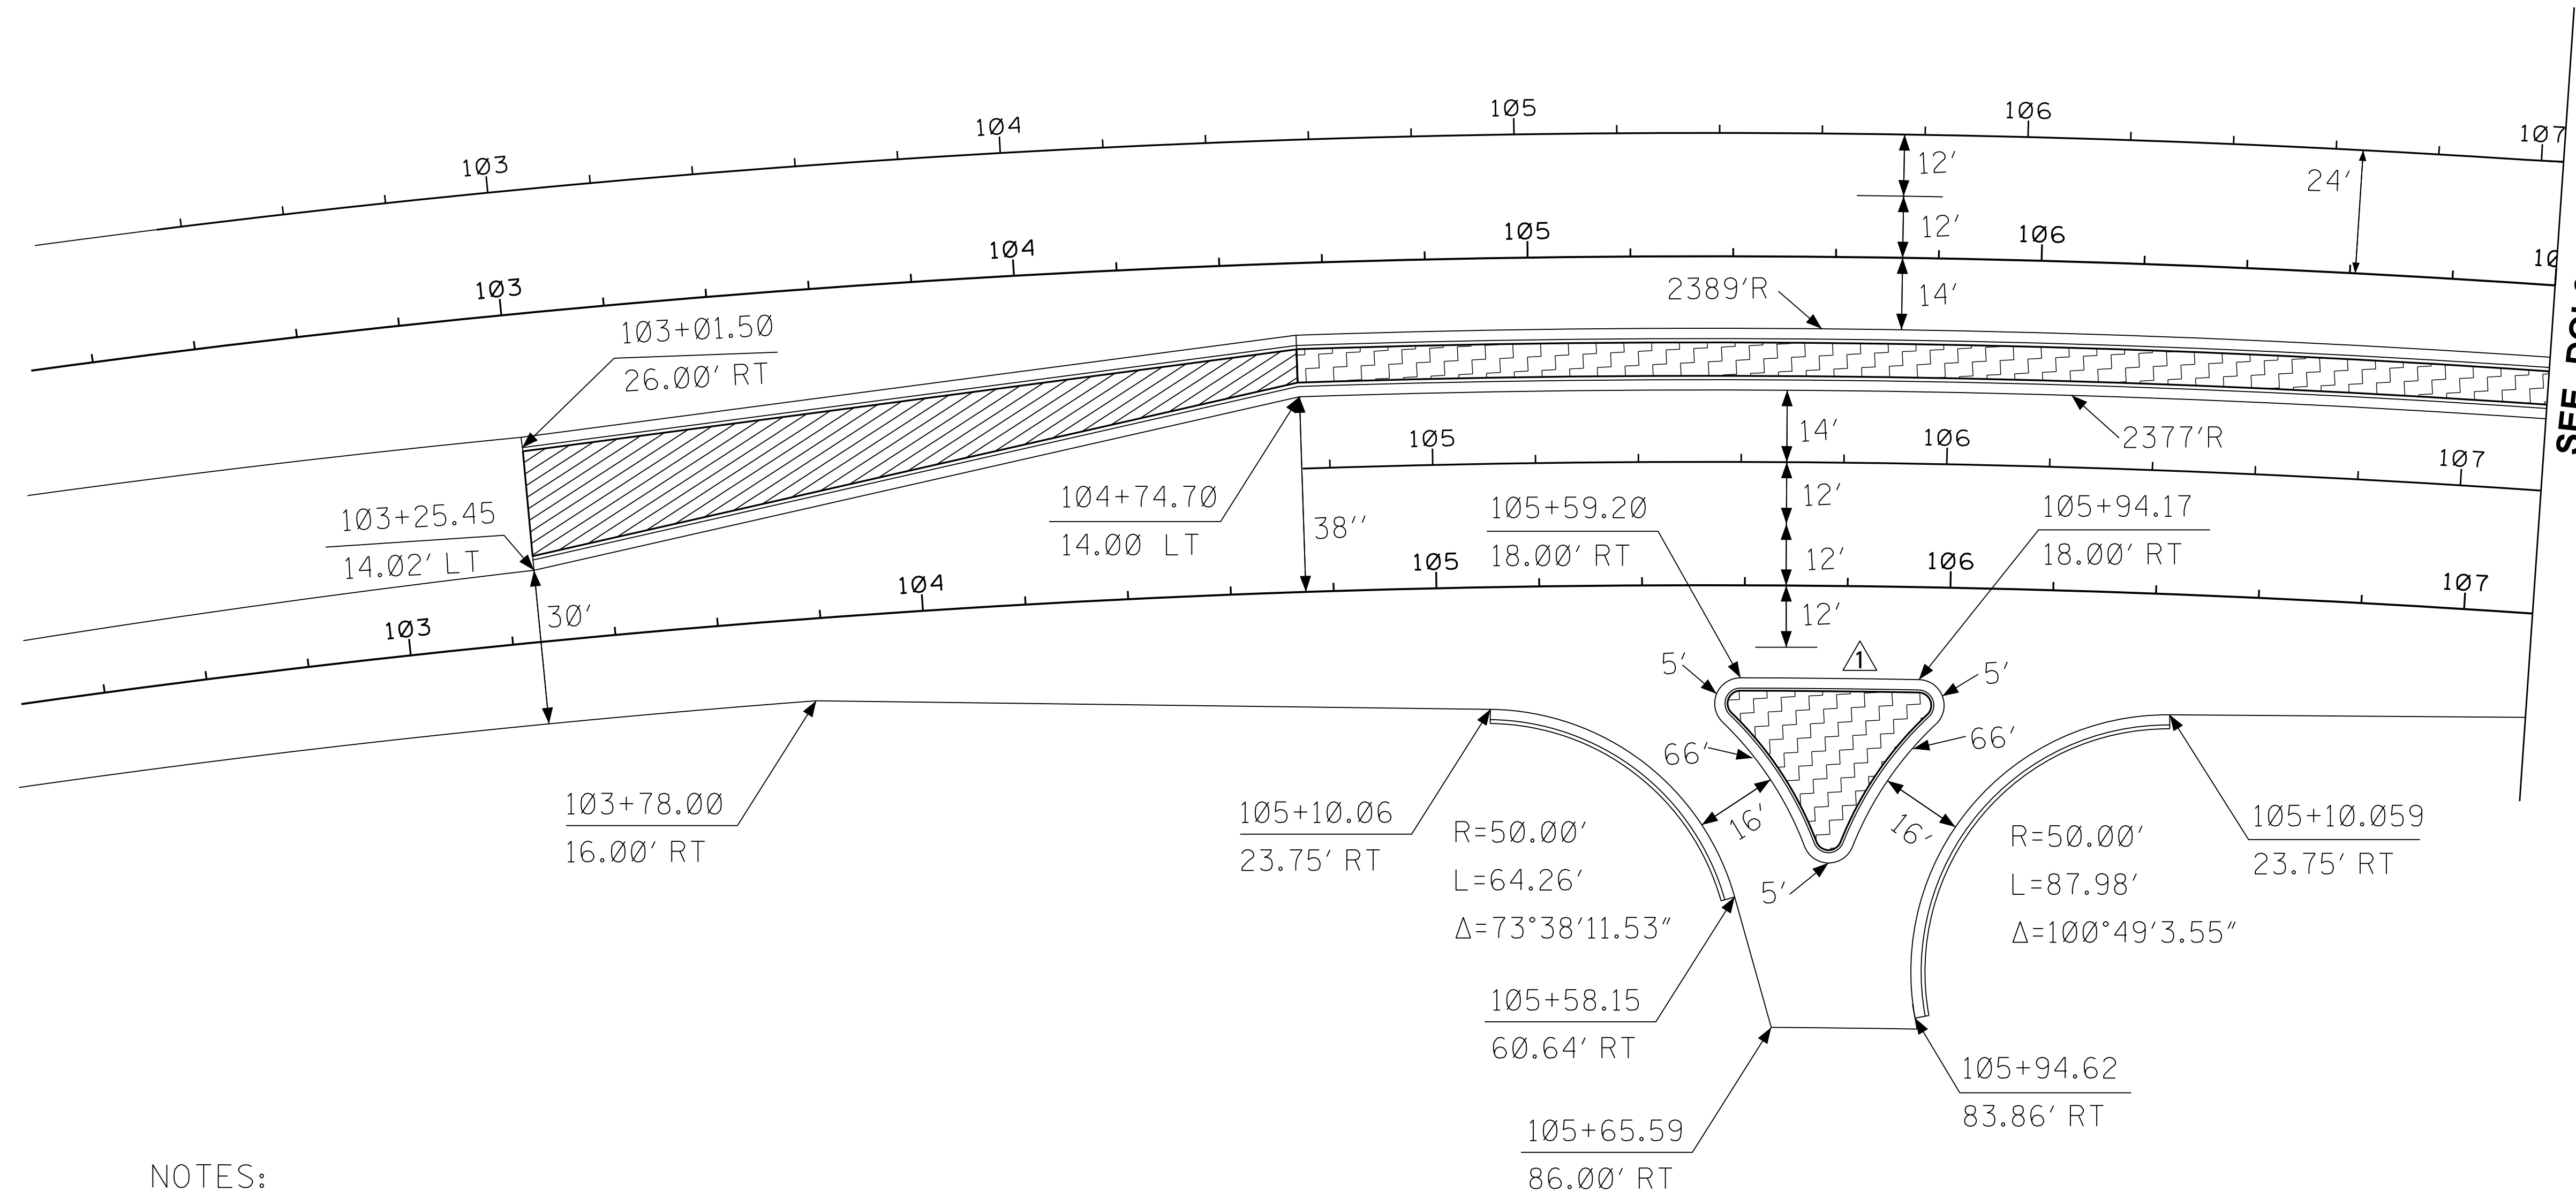 103
104
105
106
107
12'
12'
24'
103
104
105
106
14'
2389'R
103+01.50
26.00' RT
103+25.45
14.02' LT
30'
104+74.70
14.00 LT
38''
105
106
107
14'
2377'R
12'
12'
12'
105+59.20
18.00' RT
105+94.17
18.00' RT
103
104
105
106
107
1
5'
5'
66'
66'
16'
16'
5'
103+78.00
16.00' RT
105+10.06
23.75' RT
R=50.00'
L=64.26'
Δ=73°38'11.53"
R=50.00'
L=87.98'
Δ=100°49'3.55"
105+10.059
23.75' RT
105+58.15
60.64' RT
105+65.59
86.00' RT
105+94.62
83.86' RT
NOTES:
SEE